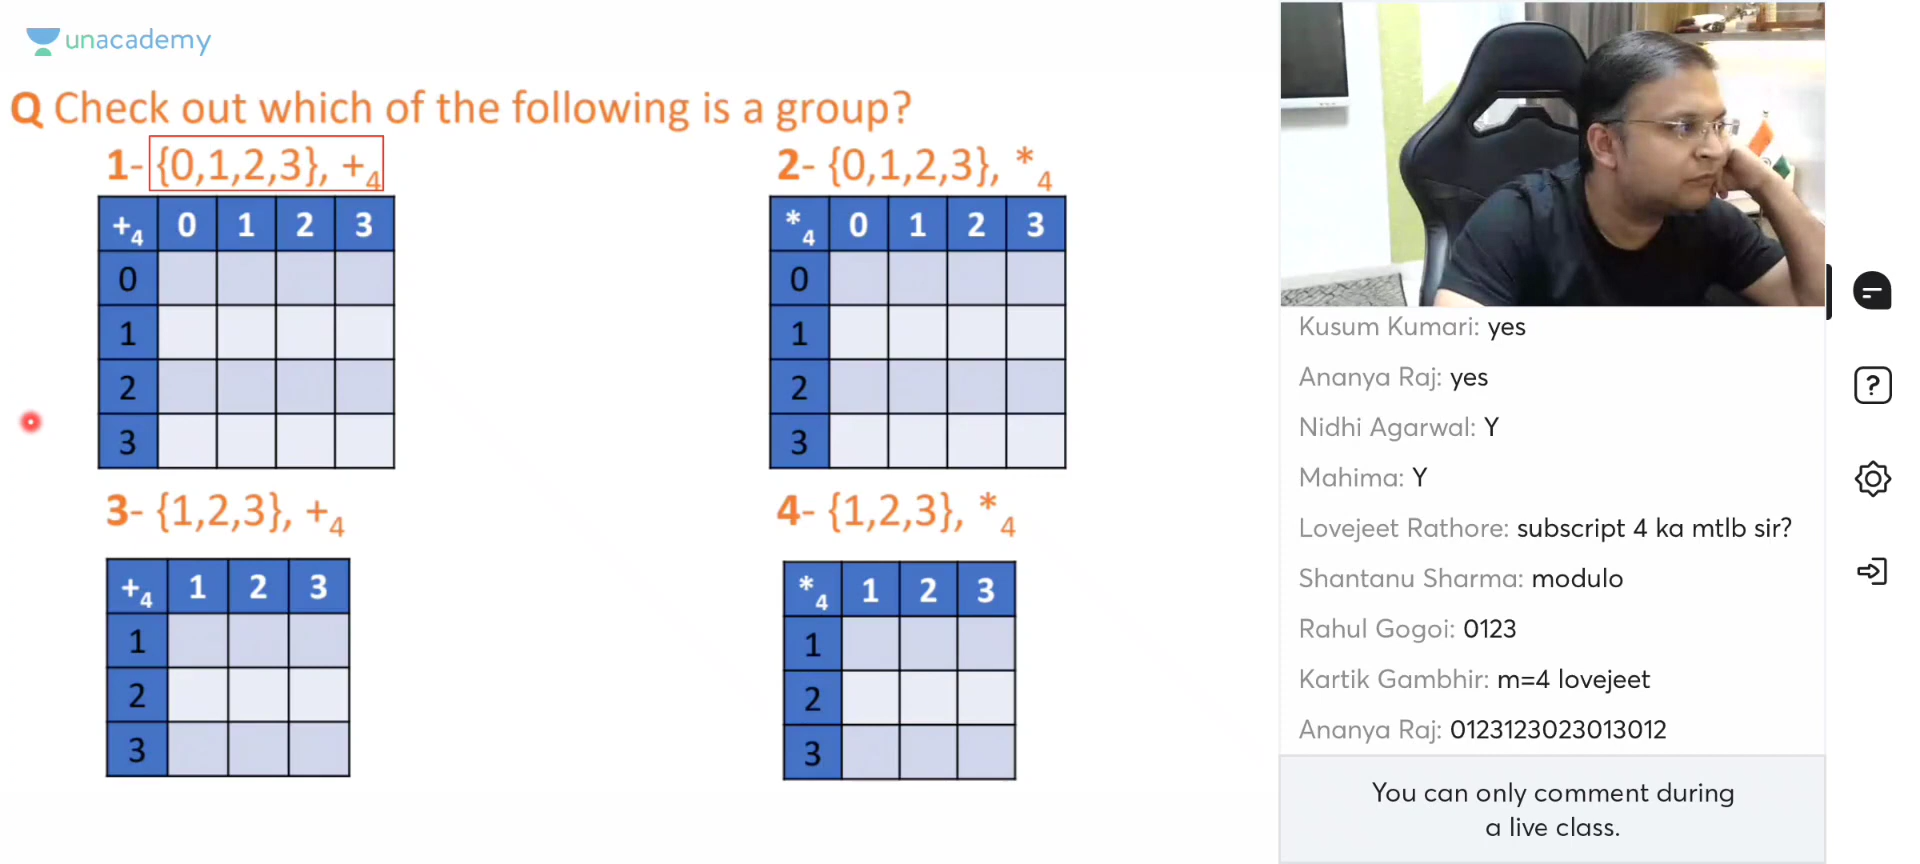 unacademy
Q Check out which of the following is a group?
1- {0,1,2,3}, +4
+4 0 1 2 3
0
1
2
3
2- {0,1,2,3}, *4
*4 0 1 2 3
0
1
2
3
3- {1,2,3}, +4
+4 1 2 3
1
2
3
4- {1,2,3}, *4
*4 1 2 3
1
2
3
Kusum Kumari: yes
Ananya Raj: yes
Nidhi Agarwal: Y
Mahima: Y
Lovejeet Rathore: subscript 4 ka mtlb sir?
Shantanu Sharma: modulo
Rahul Gogoi: 0123
Kartik Gambhir: m=4 lovejeet
Ananya Raj: 0123123023013012
You can only comment during
a live class.
?